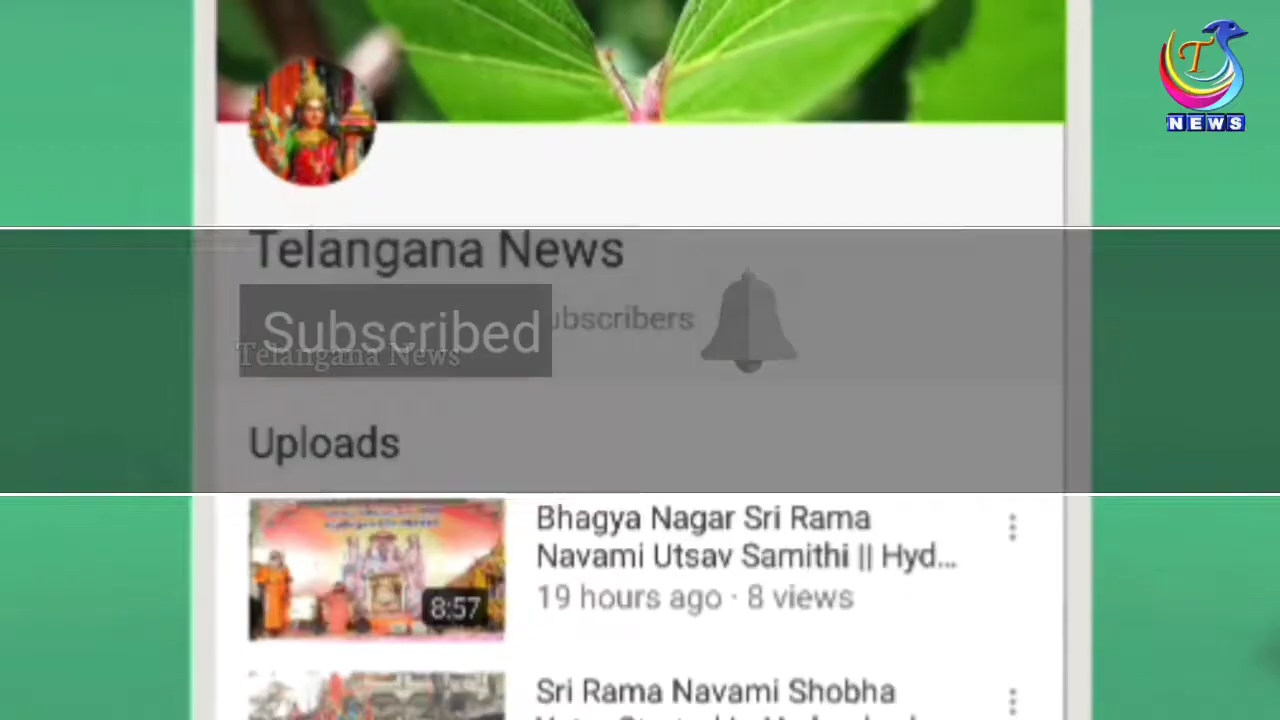 T
NEWS
Telangana News
Subscribed
ubscribers
Telangana News
Uploads
Bhagya Nagar Sri Rama
Navami Utsav Samithi || Hyd...
8:57
19 hours ago · 8 views
Sri Rama Navami Shobha